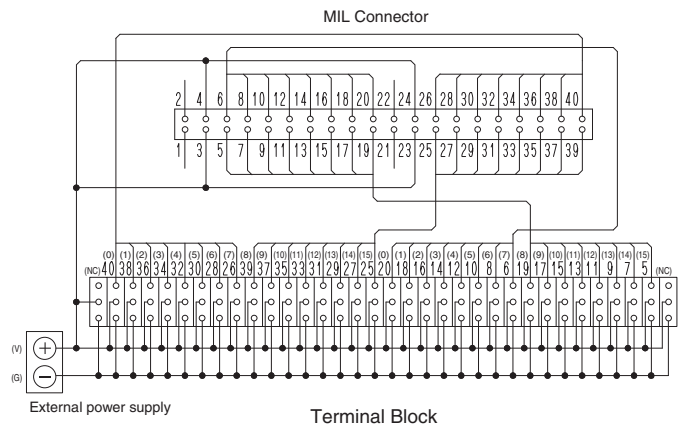 MIL Connector
2 4 6 8 10 12 14 16 18 20 22 24 26 28 30 32 34 36 38 40
1 3 5 7 9 11 13 15 17 19 21 23 25 27 29 31 33 35 37 39
(0) (1) (2) (3) (4) (5) (6) (7) (8) (9) (10) (11) (12) (13) (14) (15) (0) (1) (2) (3) (4) (5) (6) (7) (8) (9) (10) (11) (12) (13) (14) (15)
(NC) 40 38 36 34 32 30 28 26 39 37 35 33 31 29 27 25 20 18 16 14 12 10 8 6 19 17 15 13 11 9 7 5 (NC)
(V) +
(G) −
External power supply
Terminal Block